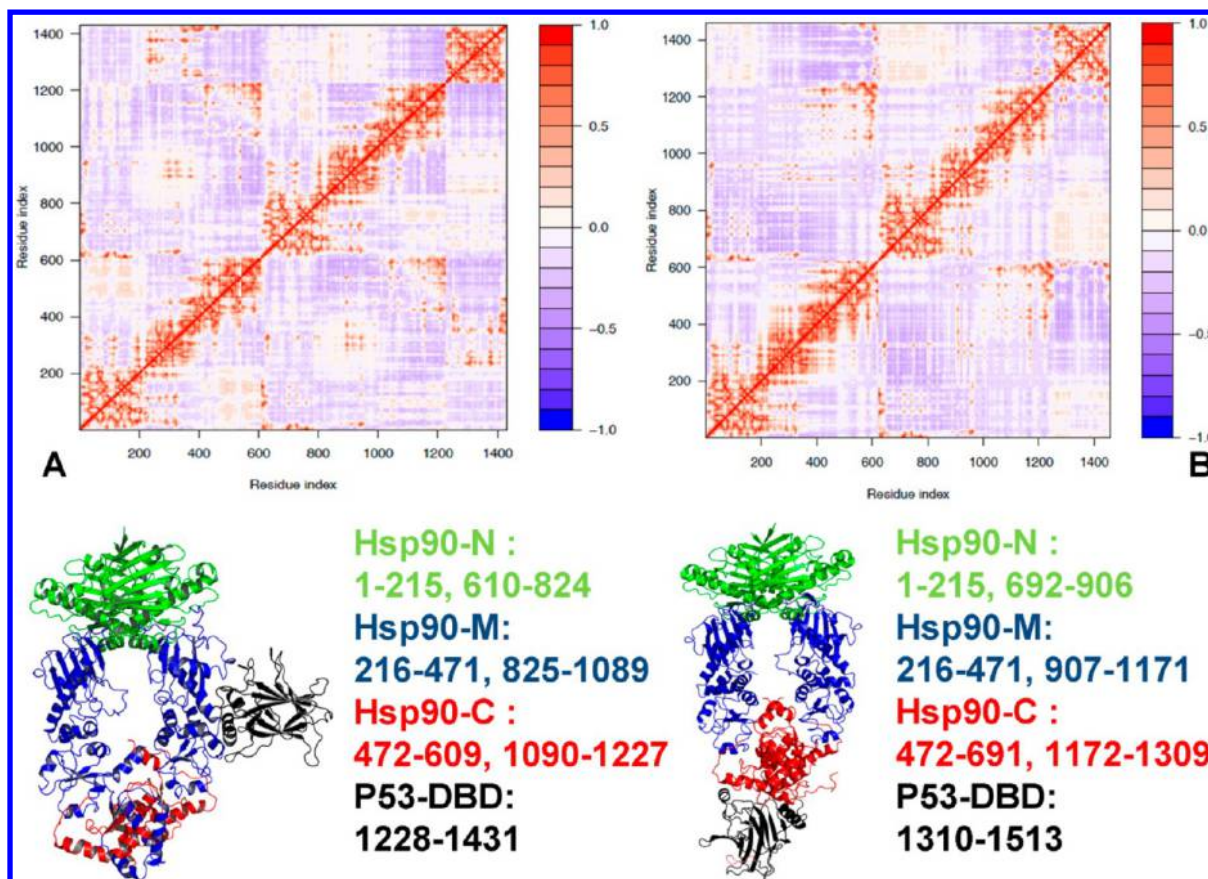 1400
1200
1000
800
600
400
200
Residue index
200 400 600 800 1000 1200 1400
Residue index
1.0
0.5
0.0
−0.5
−1.0
A
1400
1200
1000
800
600
400
200
Residue index
200 400 600 800 1000 1200 1400
Residue index
1.0
0.5
0.0
−0.5
−1.0
B
Hsp90-N :
1-215, 610-824
Hsp90-M:
216-471, 825-1089
Hsp90-C :
472-609, 1090-1227
P53-DBD:
1228-1431
Hsp90-N :
1-215, 692-906
Hsp90-M:
216-471, 907-1171
Hsp90-C :
472-691, 1172-1309
P53-DBD:
1310-1513